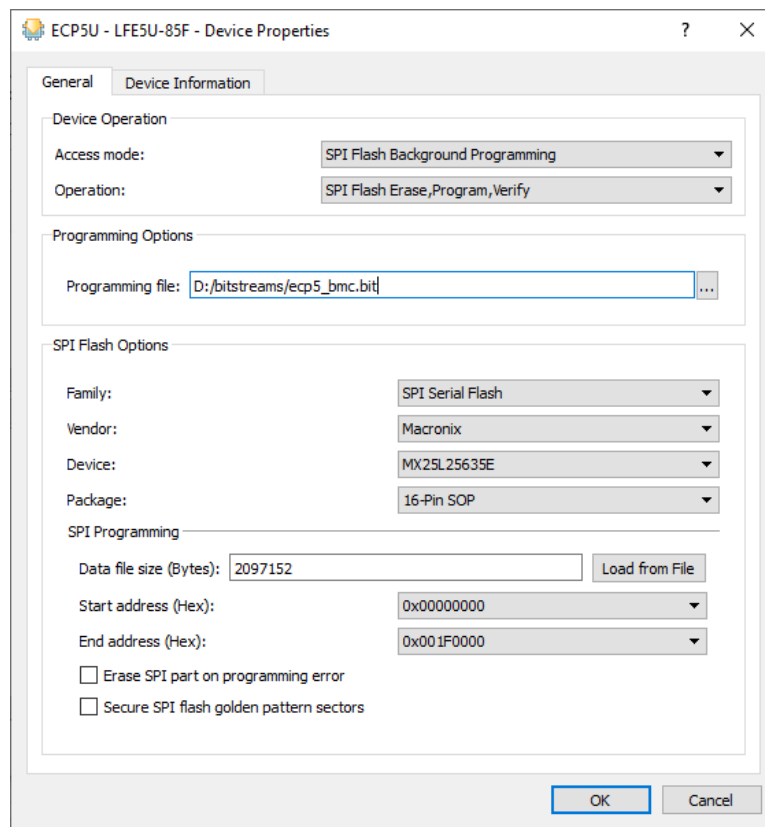 ECP5U - LFE5U-85F - Device Properties ?
General Device Information
Device Operation
Access mode: SPI Flash Background Programming
Operation: SPI Flash Erase,Program,Verify
Programming Options
Programming file: D:/bitstreams/ecp5_bmc.bit ...
SPI Flash Options
Family: SPI Serial Flash
Vendor: Macronix
Device: MX25L25635E
Package: 16-Pin SOP
SPI Programming
Data file size (Bytes): 2097152 Load from File
Start address (Hex): 0x00000000
End address (Hex): 0x001F0000
Erase SPI part on programming error
Secure SPI flash golden pattern sectors
OK Cancel